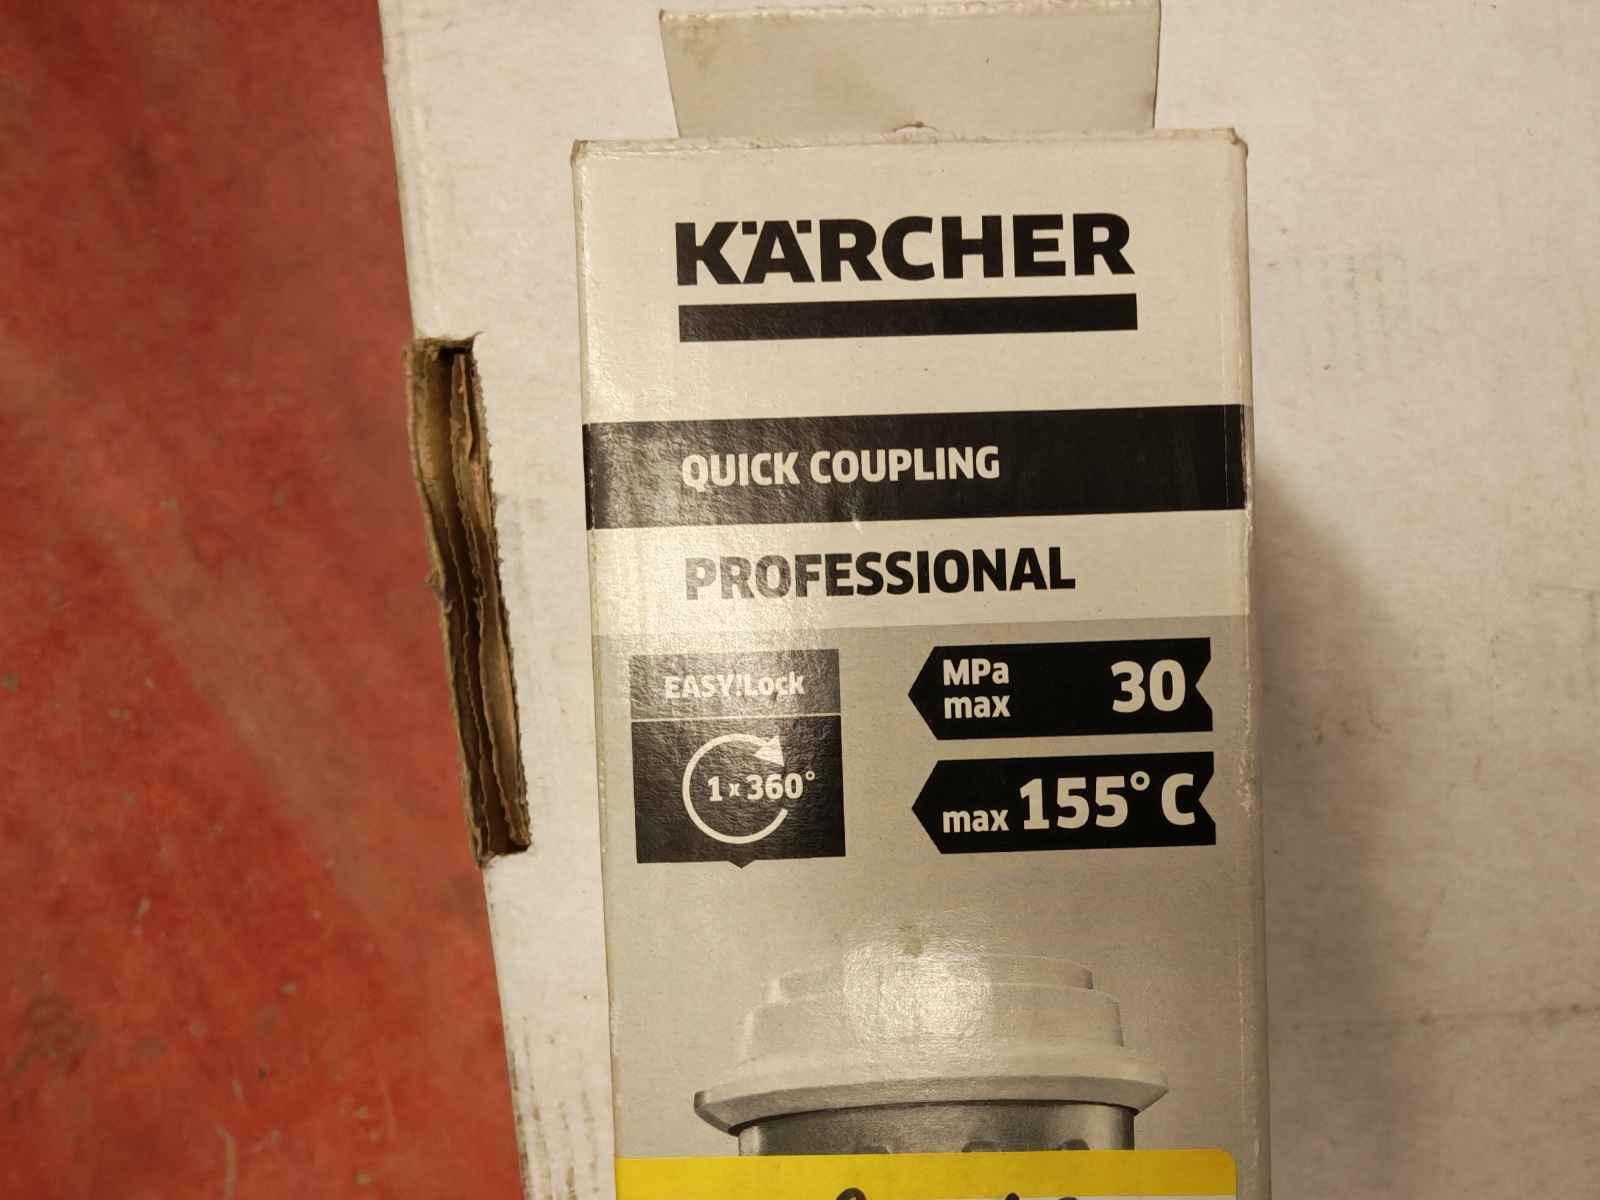 KÄRCHER
QUICK COUPLING
PROFESSIONAL
EASY!Lock
1 x 360°
MPa max 30
max 155°C